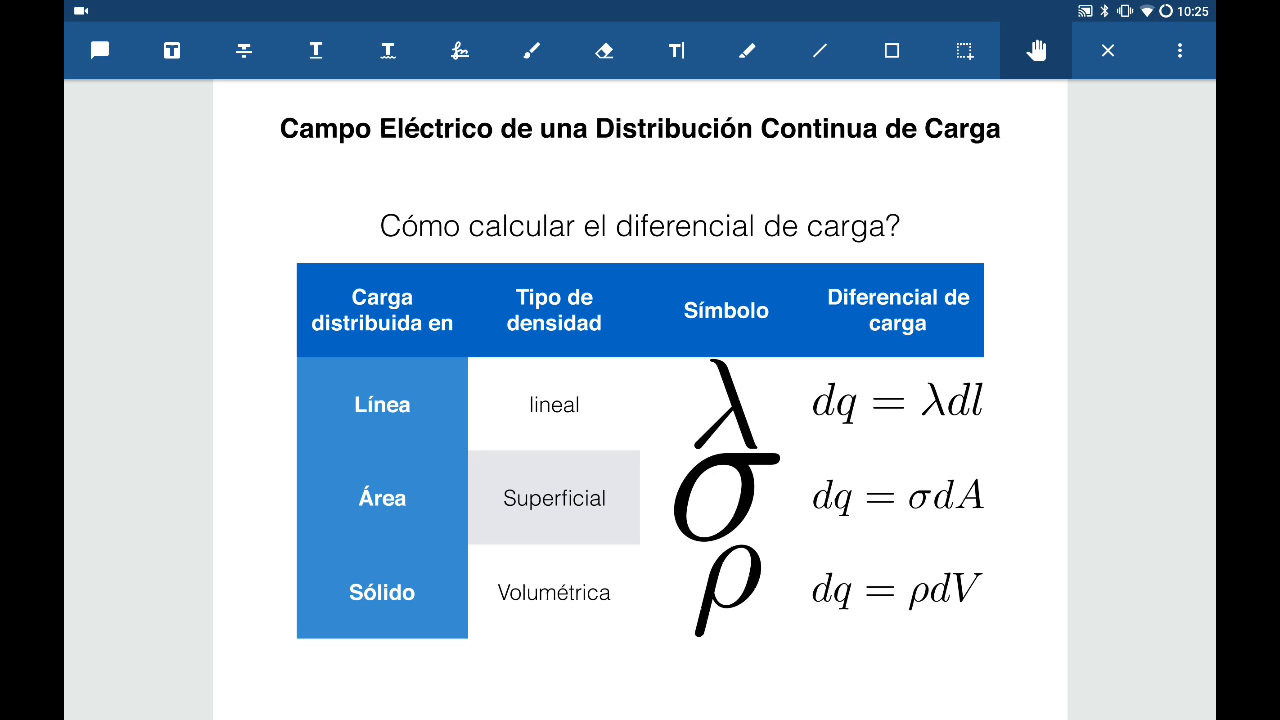 10:25
Campo Eléctrico de una Distribución Continua de Carga
Cómo calcular el diferencial de carga?
Carga distribuida en
Tipo de densidad
Símbolo
Diferencial de carga
Línea
lineal
λ
dq = λdl
Área
Superficial
σ
dq = σdA
Sólido
Volumétrica
ρ
dq = ρdV